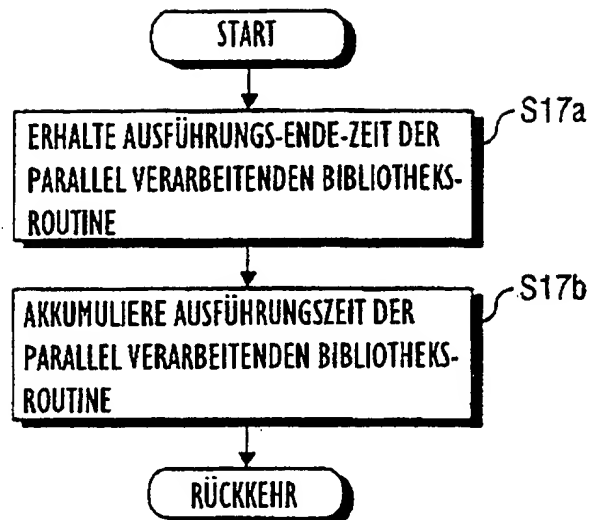 START
S17a
ERHALTE AUSFÜHRUNGS-ENDE-ZEIT DER
PARALLEL VERARBEITENDEN BIBLIOTHEKS-
ROUTINE
S17b
AKKUMULIERE AUSFÜHRUNGSZEIT DER
PARALLEL VERARBEITENDEN BIBLIOTHEKS-
ROUTINE
RÜCKKEHR